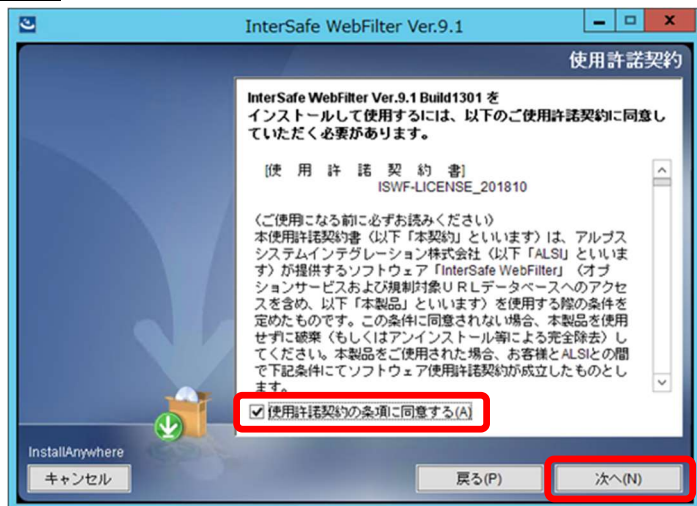 InterSafe WebFilter Ver.9.1
使用許諾契約
InterSafe WebFilter Ver.9.1 Build1301 を
インストールして使用するには、以下のご使用許諾契約に同意し
ていただく必要があります。
[使 用 許 諾 契 約 書]
ISWF-LICENSE_201810
(ご使用になる前に必ずお読みください)
本使用許諾契約書(以下「本契約」といいます)は、アルプス
システムインテグレーション株式会社(以下「ALSI」といいま
す)が提供するソフトウェア「InterSafe WebFilter」(オプ
ションサービスおよび規制対象URLデータベースへのアクセ
スを含め、以下「本製品」といいます)を使用する際の条件を
定めたものです。この条件に同意されない場合、本製品を使用
せずに破棄(もしくはアンインストール等による完全除去)し
てください。本製品をご使用された場合、お客様とALSIとの間
で下記条件にてソフトウェア使用許諾契約が成立したものとし
ます。
使用許諾契約の条項に同意する(A)
InstallAnywhere
キャンセル
戻る(P)
次へ(N)